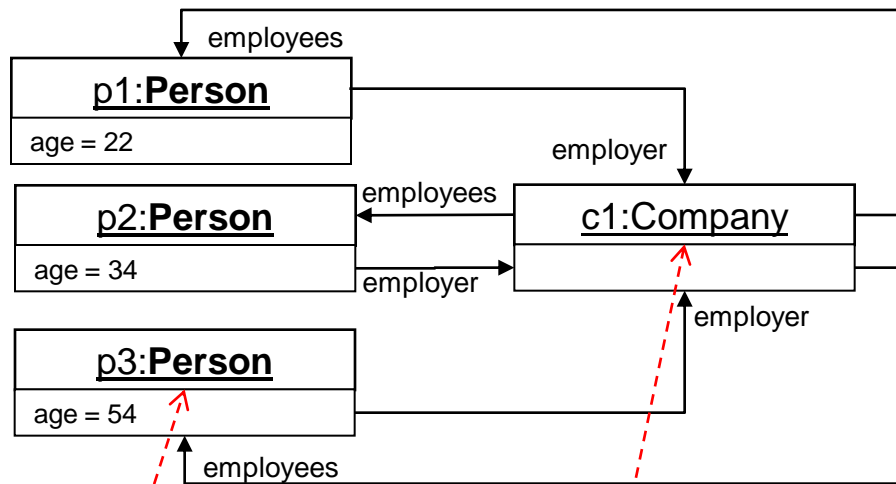 employees
p1:Person
age = 22
employer
employees
p2:Person
c1:Company
age = 34
employer
employer
p3:Person
age = 54
employees